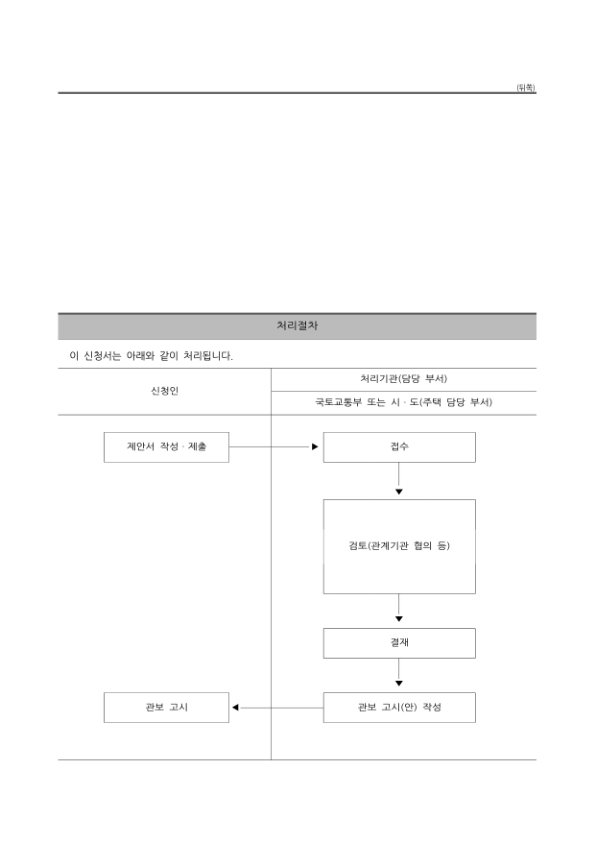 (뒤쪽)
처리절차
이 신청서는 아래와 같이 처리됩니다.
신청인
처리기관(담당 부서)
국토교통부 또는 시ㆍ도(주택 담당 부서)
제안서 작성ㆍ제출
접수
검토(관계기관 협의 등)
결재
관보 고시
관보 고시(안) 작성